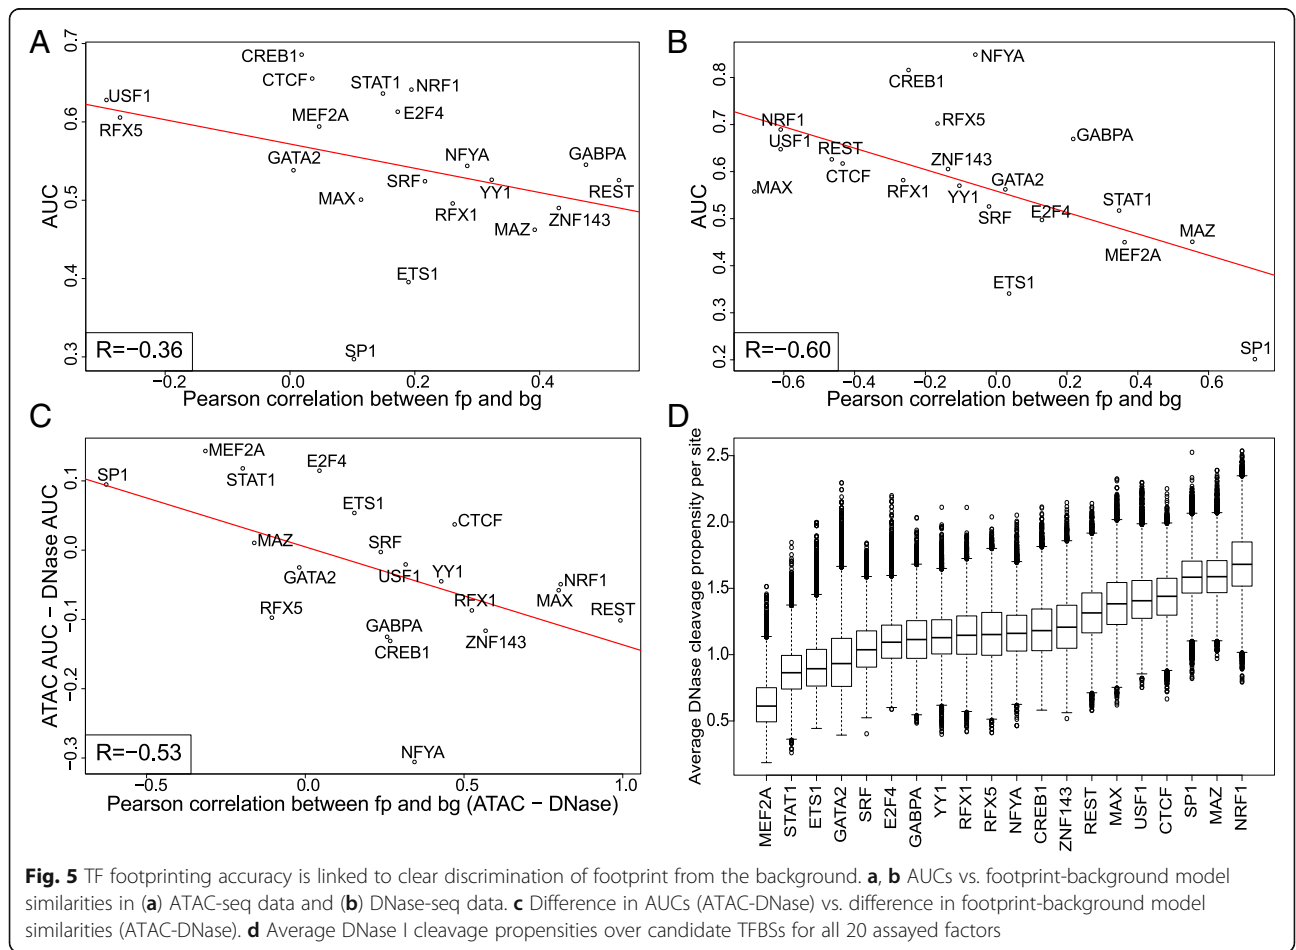 A
B
0.7
0.6
0.5
0.4
0.3
AUC
CREB1
CTCF
STAT1
NRF1
USF1
RFX5
MEF2A
E2F4
GATA2
NFYA
GABPA
SRF
YY1
REST
MAX
RFX1
ZNF143
MAZ
ETS1
SP1
R=−0.36
−0.2 0.0 0.2 0.4
Pearson correlation between fp and bg
0.8
0.7
0.6
0.5
0.4
0.3
0.2
AUC
NFYA
CREB1
NRF1
USF1
REST
RFX5
GABPA
CTCF
ZNF143
MAX
RFX1
YY1
GATA2
SRF
E2F4
STAT1
MAZ
MEF2A
ETS1
SP1
R=−0.60
−0.6 −0.4 −0.2 0.0 0.2 0.4 0.6
Pearson correlation between fp and bg
C
D
0.1
0.0
−0.1
−0.2
−0.3
ATAC AUC − DNase AUC
MEF2A
SP1
STAT1
E2F4
ETS1
CTCF
MAZ
SRF
GATA2
USF1
YY1
NRF1
RFX5
RFX1
MAX
REST
GABPA
CREB1
ZNF143
NFYA
R=−0.53
−0.5 0.0 0.5 1.0
Pearson correlation between fp and bg (ATAC − DNase)
2.5
2.0
1.5
1.0
0.5
Average DNase cleavage propensity per site
MEF2A
STAT1
ETS1
GATA2
SRF
E2F4
GABPA
YY1
RFX1
RFX5
NFYA
CREB1
ZNF143
REST
MAX
USF1
CTCF
SP1
MAZ
NRF1
Fig. 5 TF footprinting accuracy is linked to clear discrimination of footprint from the background. a, b AUCs vs. footprint-background model
similarities in (a) ATAC-seq data and (b) DNase-seq data. c Difference in AUCs (ATAC-DNase) vs. difference in footprint-background model
similarities (ATAC-DNase). d Average DNase I cleavage propensities over candidate TFBSs for all 20 assayed factors